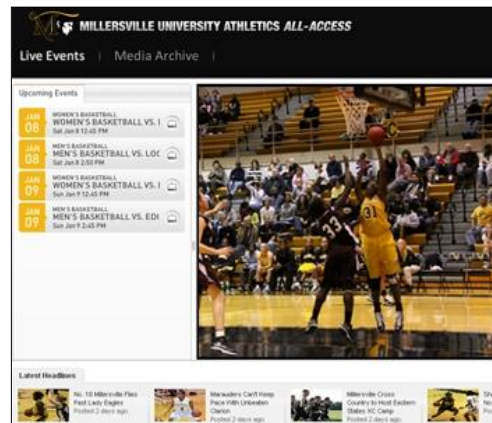 MILLERSVILLE UNIVERSITY ATHLETICS ALL-ACCESS
Live Events | Media Archive |
Upcoming Events
JAN 08
WOMEN'S BASKETBALL
WOMEN'S BASKETBALL VS. 
Sat Jan 8 12:45 PM
JAN 08
MEN'S BASKETBALL
MEN'S BASKETBALL VS. LOC
Sat Jan 8 2:50 PM
JAN 09
WOMEN'S BASKETBALL
WOMEN'S BASKETBALL VS. 
Sun Jan 9 12:45 PM
JAN 09
MEN'S BASKETBALL
MEN'S BASKETBALL VS. EDI
Sun Jan 9 2:45 PM
33
31
Latest Headlines
No. 18 Millersville Flies
Past Lady Eagles
Posted 2 days ago
Marauders Can't Keep
Pace With Unbeaten
Clarion
Posted 2 days ago
Millersville Cross
Country to Host Eastern
States XC Camp
Posted 2 days ago